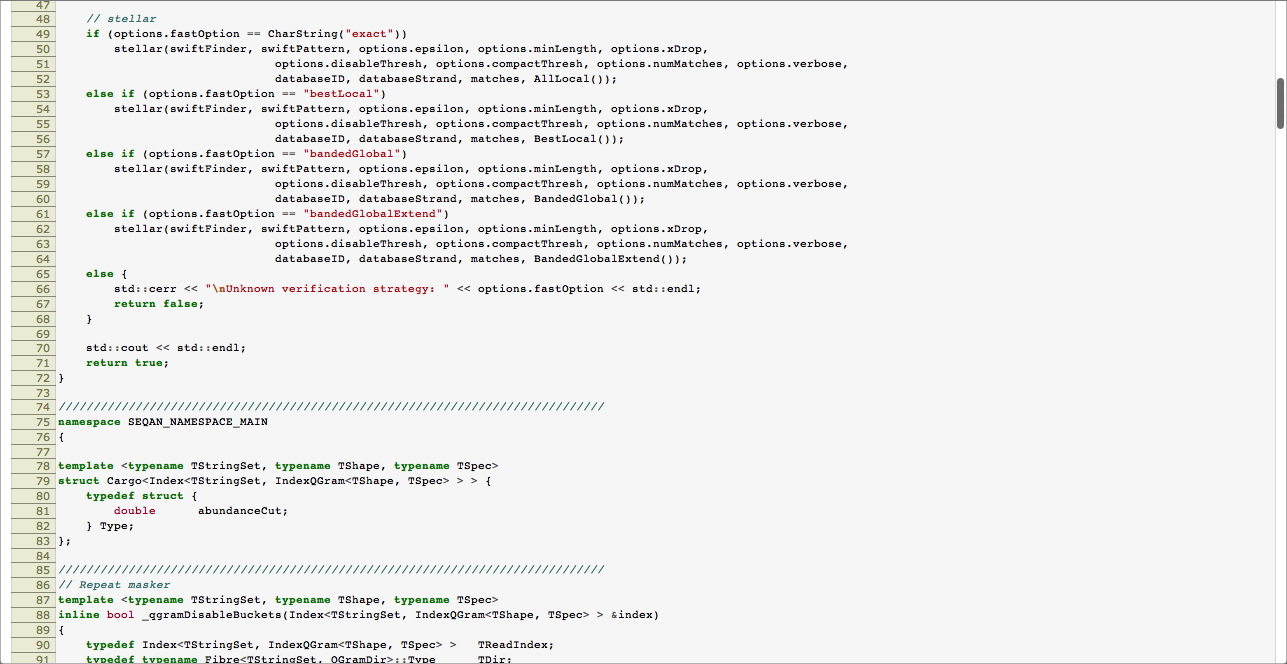 47
48     // stellar
49     if (options.fastOption == CharString("exact"))
50         stellar(swiftFinder, swiftPattern, options.epsilon, options.minLength, options.xDrop,
51                                options.disableThresh, options.compactThresh, options.numMatches, options.verbose,
52                                databaseID, databaseStrand, matches, AllLocal());
53     else if (options.fastOption == "bestLocal")
54         stellar(swiftFinder, swiftPattern, options.epsilon, options.minLength, options.xDrop,
55                                options.disableThresh, options.compactThresh, options.numMatches, options.verbose,
56                                databaseID, databaseStrand, matches, BestLocal());
57     else if (options.fastOption == "bandedGlobal")
58         stellar(swiftFinder, swiftPattern, options.epsilon, options.minLength, options.xDrop,
59                                options.disableThresh, options.compactThresh, options.numMatches, options.verbose,
60                                databaseID, databaseStrand, matches, BandedGlobal());
61     else if (options.fastOption == "bandedGlobalExtend")
62         stellar(swiftFinder, swiftPattern, options.epsilon, options.minLength, options.xDrop,
63                                options.disableThresh, options.compactThresh, options.numMatches, options.verbose,
64                                databaseID, databaseStrand, matches, BandedGlobalExtend());
65     else {
66         std::cerr << "\nUnknown verification strategy: " << options.fastOption << std::endl;
67         return false;
68     }
69
70     std::cout << std::endl;
71     return true;
72 }
73
74 //////////////////////////////////////////////////////////////////////////////
75 namespace SEQAN_NAMESPACE_MAIN
76 {
77
78 template <typename TStringSet, typename TShape, typename TSpec>
79 struct Cargo<Index<TStringSet, IndexQGram<TShape, TSpec> > > {
80     typedef struct {
81         double      abundanceCut;
82     } Type;
83 };
84
85 //////////////////////////////////////////////////////////////////////////////
86 // Repeat masker
87 template <typename TStringSet, typename TShape, typename TSpec>
88 inline bool _qgramDisableBuckets(Index<TStringSet, IndexQGram<TShape, TSpec> > &index)
89 {
90     typedef Index<TStringSet, IndexQGram<TShape, TSpec> >   TReadIndex;
91     typedef typename Fibre<TStringSet, QGramDir>::Type      TDir;